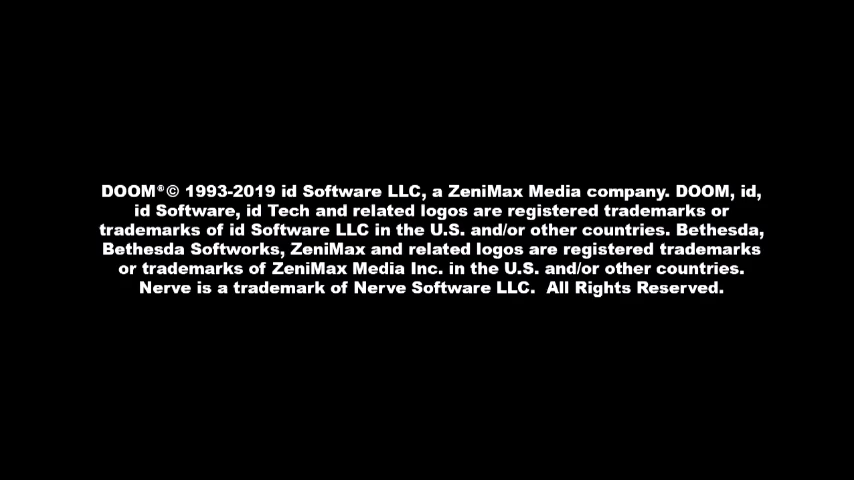 DOOM®© 1993-2019 id Software LLC, a ZeniMax Media company. DOOM, id,
id Software, id Tech and related logos are registered trademarks or
trademarks of id Software LLC in the U.S. and/or other countries. Bethesda,
Bethesda Softworks, ZeniMax and related logos are registered trademarks
or trademarks of ZeniMax Media Inc. in the U.S. and/or other countries.
Nerve is a trademark of Nerve Software LLC.  All Rights Reserved.